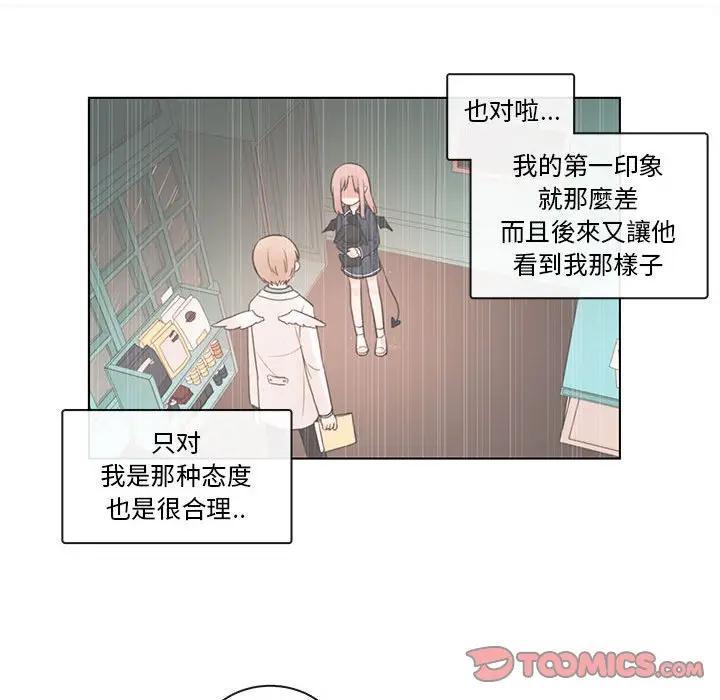 也对啦...
我的第一印象
就那麼差
而且後來又讓他
看到我那樣子
只对
我是那种态度
也是很合理..
TOOMICS.COM